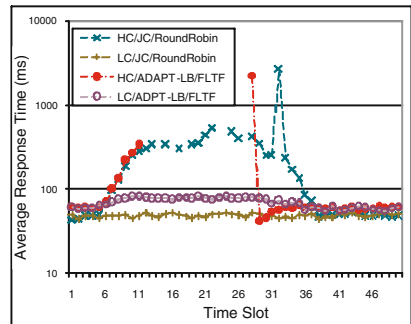 10000
1000
100
10
Average Response Time (ms)
HC/JC/RoundRobin
LC/JC/RoundRobin
HC/ADAPT-LB/FLTF
LC/ADPT-LB/FLTF
1 6 11 16 21 26 31 36 41 46
Time Slot